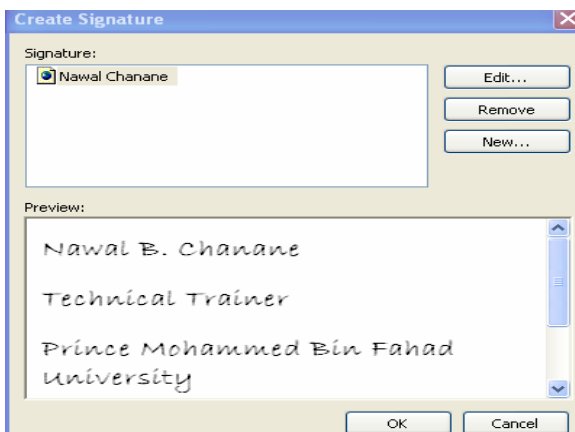 Create Signature
Signature:
Nawal Chanane
Edit...
Remove
New...
Preview:
Nawal B. Chanane
Technical Trainer
Prince Mohammed Bin Fahad
University
OK
Cancel